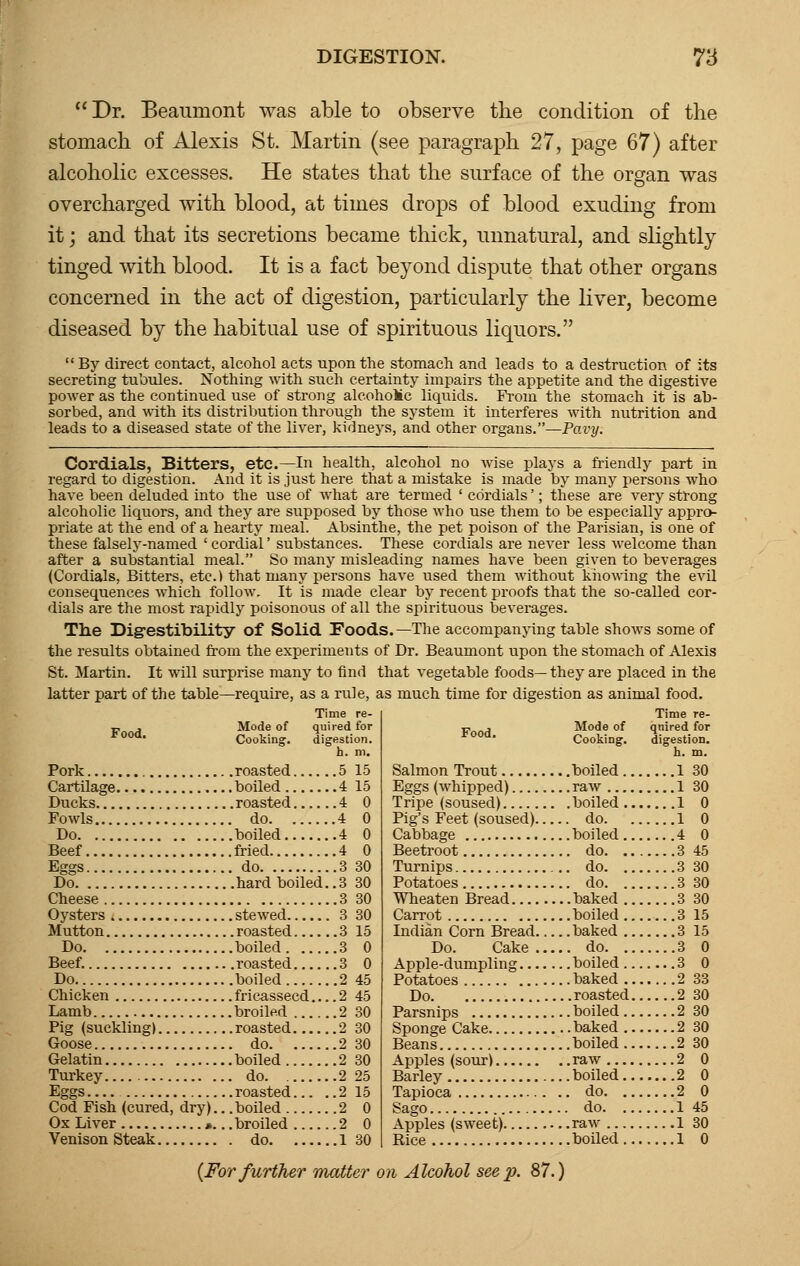 DIGESTION. 73
“Dr. Beaumont was able to observe the condition of the
stomach of Alexis St. Martin (see paragraph 27, page 67) after
alcoholic excesses. He states that the surface of the organ was
overcharged with blood, at times drops of blood exuding from
it; and that its secretions became thick, unnatural, and slightly
tinged with blood. It is a fact beyond dispute that other organs
concerned in the act of digestion, particularly the liver, become
diseased by the habitual use of spirituous liquors.”
“By direct contact, alcohol acts upon the stomach and leads to a destruction of its
secreting tubules. Nothing with such certainty impairs the appetite and the digestive
power as the continued use of strong alcoholic liquids. From the stomach it is ab-
sorbed, and with its distribution through the system it interferes with nutrition and
leads to a diseased state of the liver, kidneys, and other organs.”—Pavy.
Cordials, Bitters, etc.—In health, alcohol no wise plays a friendly part in
regard to digestion. And it is just here that a mistake is made by many persons who
have been deluded into the use of what are termed ‘cordials’; these are very strong
alcoholic liquors, and they are supposed by those who use them to be especially appro-
priate at the end of a hearty meal. Absinthe, the pet poison of the Parisian, is one of
these falsely-named ‘cordial’ substances. These cordials are never less welcome than
after a substantial meal.” So many misleading names have been given to beverages
(Cordials, Bitters, etc.) that many persons have used them without knowing the evil
consequences which follow. It is made clear by recent proofs that the so-called cor-
dials are the most rapidly poisonous of all the spirituous beverages.
The Digestibility of Solid Foods.—The accompanying table shows some of
the results obtained from the experiments of Dr. Beaumont upon the stomach of Alexis
St. Martin. It will surprise many to find that vegetable foods—they are placed in the
latter part of the table—require, as a rule, as much time for digestion as animal food.
Food. Mode of Cooking. Time required for digestion.
h. m.
Pork..........roasted......5 15
Cartilage..........boiled......4 15
Ducks..........roasted......4 0
Fowls..........do.......4 0
Do...........boiled......4 0
Beef..........fried......4 0
Eggs..........do.......3 30
Do...........hard boiled..3 30
Cheese..........3 30
Oysters..........stewed......3 30
Mutton..........roasted......3 15
Do...........boiled......3 0
Beef..........roasted......3 0
Do...........boiled......2 45
Chicken..........fricasseed....2 45
Lamb..........broiled......2 30
Pig (suckling)..........roasted......2 30
Goose..........do.......2 30
Gelatin..........boiled......2 30
Turkey..........do.......2 25
Eggs..........roasted......2 15
Cod Fish (cured, dry)...boiled......2 0
Ox Liver..........broiled......2 0
Venison Steak..........do.......1 30
Food. Mode of Cooking. Time required for digestion.
h. m.
Salmon Trout..........boiled......1 30
Eggs (whipped)..........raw......1 30
Tripe (soused)..........boiled......1 0
Pig’s Feet (soused).....do.......1 0
Cabbage..........boiled......4 0
Beetroot..........do.......3 45
Turnips..........do.......3 30
Potatoes..........do.......3 30
Wheaten Bread..........baked......3 30
Carrot..........boiled......3 15
Indian Corn Bread.....baked......3 15
Do. Cake.....do.......3 0
Apple-dumpling..........boiled......3 0
Potatoes..........baked......2 33
Do...........roasted......2 30
Parsnips..........boiled......2 30
Sponge Cake..........baked......2 30
Beans..........boiled......2 30
Apples (sour)..........raw......2 0
Barley..........boiled......2 0
Tapioca..........do.......2 0
Sago..........do.......1 45
Apples (sweet)..........raw......1 30
Rice..........boiled......1 0
(For further matter on Alcohol see p. 87.)